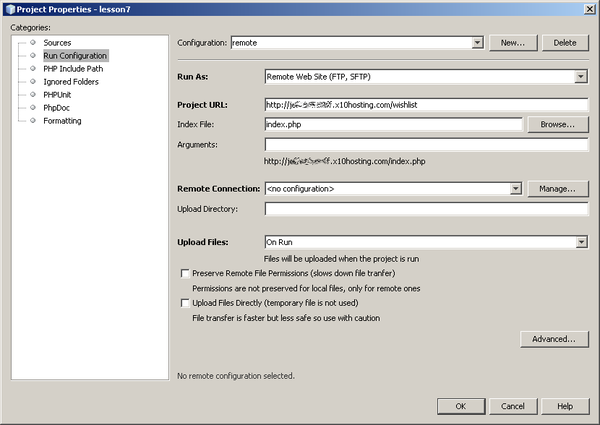 Project Properties - lesson7
Categories:
Sources
Run Configuration
PHP Include Path
Ignored Folders
PHPUnit
PhpDoc
Formatting
Configuration: remote New... Delete
Run As: Remote Web Site (FTP, SFTP)
Project URL: http://j .x10hosting.com/wishlist
Index File: index.php Browse...
Arguments:
http://j .x10hosting.com/index.php
Remote Connection: <no configuration> Manage...
Upload Directory:
Upload Files: On Run
Files will be uploaded when the project is run
Preserve Remote File Permissions (slows down file tranfer)
Permissions are not preserved for local files, only for remote ones
Upload Files Directly (temporary file is not used)
File transfer is faster but less safe so use with caution
Advanced...
No remote configuration selected.
OK Cancel Help